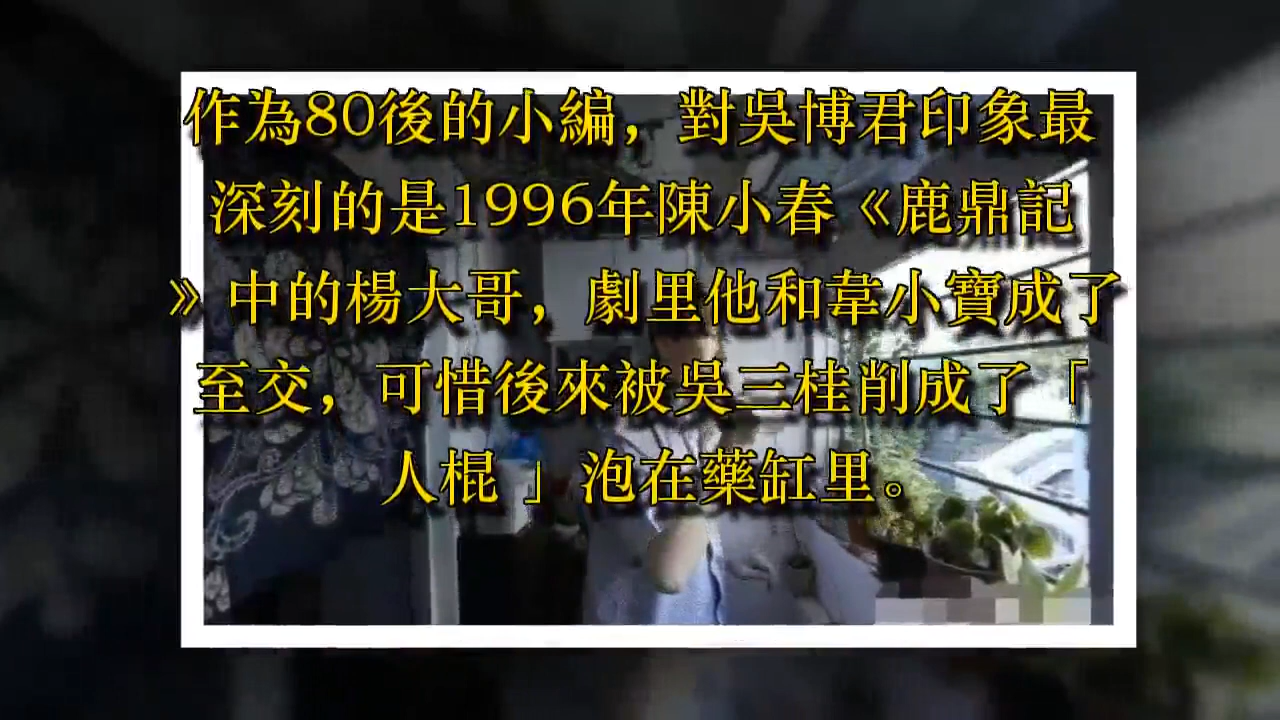 作為80後的小編，對吳博君印象最
深刻的是1996年陳小春《鹿鼎記
》中的楊大哥，劇里他和韋小寶成了
至交，可惜後來被吳三桂削成了「
人棍 」泡在藥缸里。